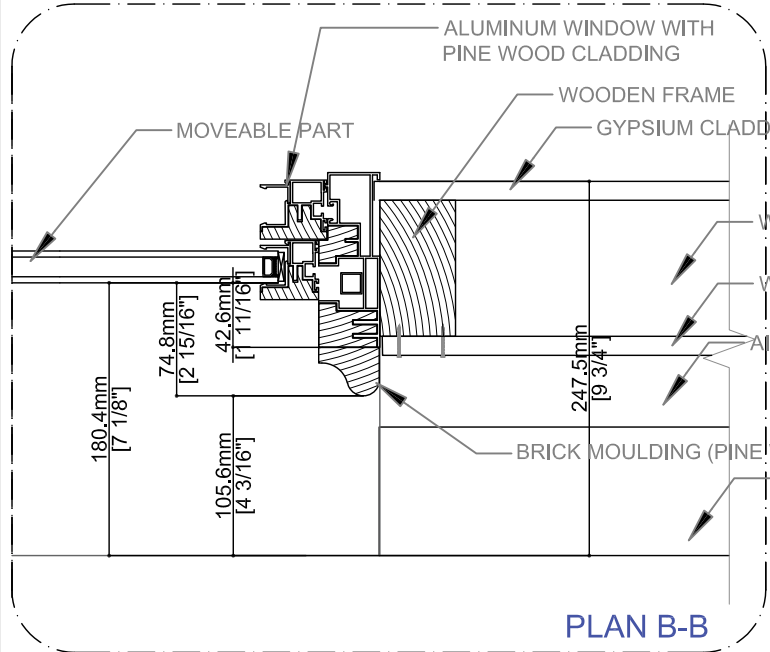 ALUMINUM WINDOW WITH
PINE WOOD CLADDING
WOODEN FRAME
MOVEABLE PART
GYPSIUM CLADD
W
W
42.6mm
[1 11/16"]
74.8mm
[2 15/16"]
247.5mm
[9 3/4"]
180.4mm
[7 1/8"]
105.6mm
[4 3/16"]
BRICK MOULDING (PINE
PLAN B-B